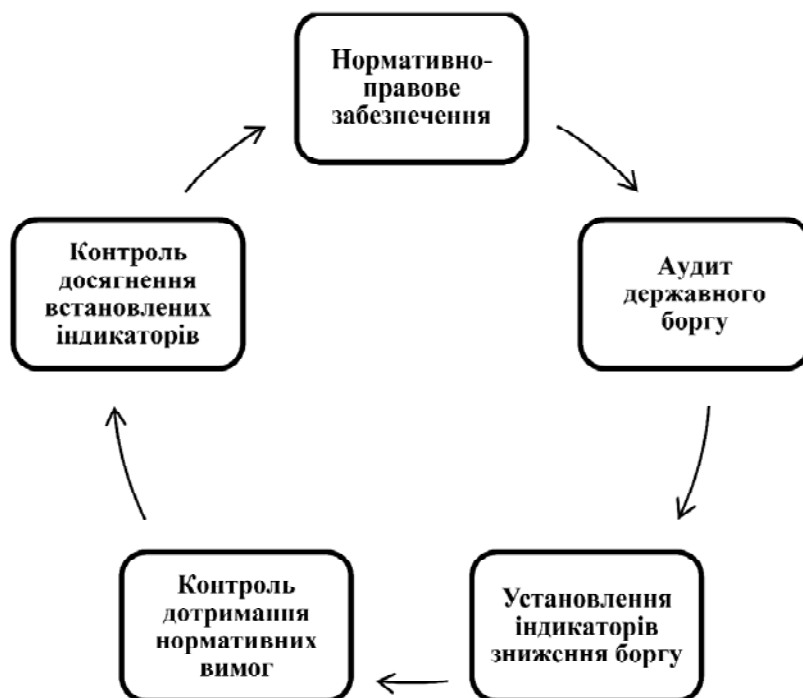 Нормативно-
правове
забезпечення
Аудит
державного
боргу
Установлення
індикаторів
зниження боргу
Контроль
дотримання
нормативних
вимог
Контроль
досягнення
встановлених
індикаторів